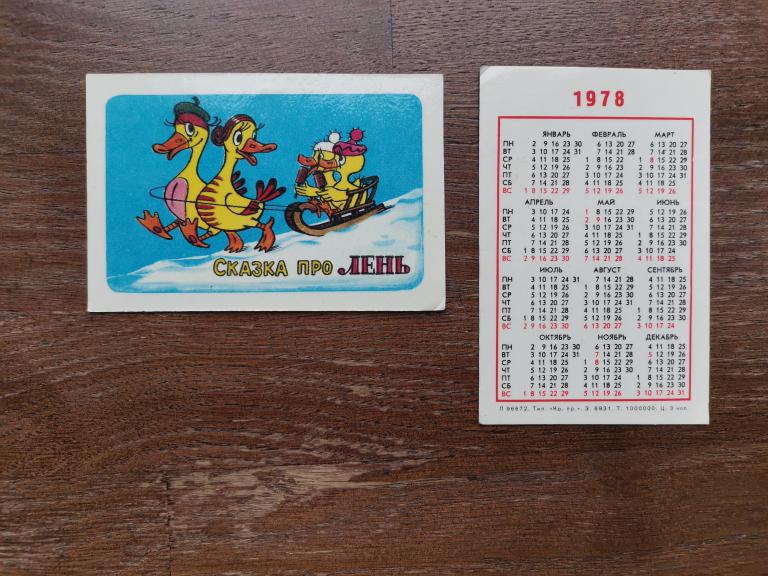 Сказка про ЛЕНЬ
1978
ЯНВАРЬ ФЕВРАЛЬ МАРТ
ПН 2 9 16 23 30 6 13 20 27 6 13 20 27
ВТ 3 10 17 24 31 7 14 21 28 7 14 21 28
СР 4 11 18 25 1 8 15 22 1 8 15 22 29
ЧТ 5 12 19 26 2 9 16 23 2 9 16 23 30
ПТ 6 13 20 27 3 10 17 24 3 10 17 24 31
СБ 7 14 21 28 4 11 18 25 4 11 18 25
ВС 1 8 15 22 29 5 12 19 26 5 12 19 26
АПРЕЛЬ МАЙ ИЮНЬ
ПН 3 10 17 24 1 8 15 22 29 5 12 19 26
ВТ 4 11 18 25 2 9 16 23 30 6 13 20 27
СР 5 12 19 26 3 10 17 24 31 7 14 21 28
ЧТ 6 13 20 27 4 11 18 25 1 8 15 22 29
ПТ 7 14 21 28 5 12 19 26 2 9 16 23 30
СБ 1 8 15 22 29 6 13 20 27 3 10 17 24
ВС 2 9 16 23 30 7 14 21 28 4 11 18 25
ИЮЛЬ АВГУСТ СЕНТЯБРЬ
ПН 3 10 17 24 31 7 14 21 28 4 11 18 25
ВТ 4 11 18 25 1 8 15 22 29 5 12 19 26
СР 5 12 19 26 2 9 16 23 30 6 13 20 27
ЧТ 6 13 20 27 3 10 17 24 31 7 14 21 28
ПТ 7 14 21 28 4 11 18 25 1 8 15 22 29
СБ 1 8 15 22 29 5 12 19 26 2 9 16 23 30
ВС 2 9 16 23 30 6 13 20 27 3 10 17 24
ОКТЯБРЬ НОЯБРЬ ДЕКАБРЬ
ПН 2 9 16 23 30 6 13 20 27 4 11 18 25
ВТ 3 10 17 24 31 7 14 21 28 5 12 19 26
СР 4 11 18 25 1 8 15 22 29 6 13 20 27
ЧТ 5 12 19 26 2 9 16 23 30 7 14 21 28
ПТ 6 13 20 27 3 10 17 24 1 8 15 22 29
СБ 7 14 21 28 4 11 18 25 2 9 16 23 30
ВС 1 8 15 22 29 5 12 19 26 3 10 17 24 31
Л 96672. Тип. «Кр. пр.». З. 6931. Т. 1000000. Ц. 3 коп.